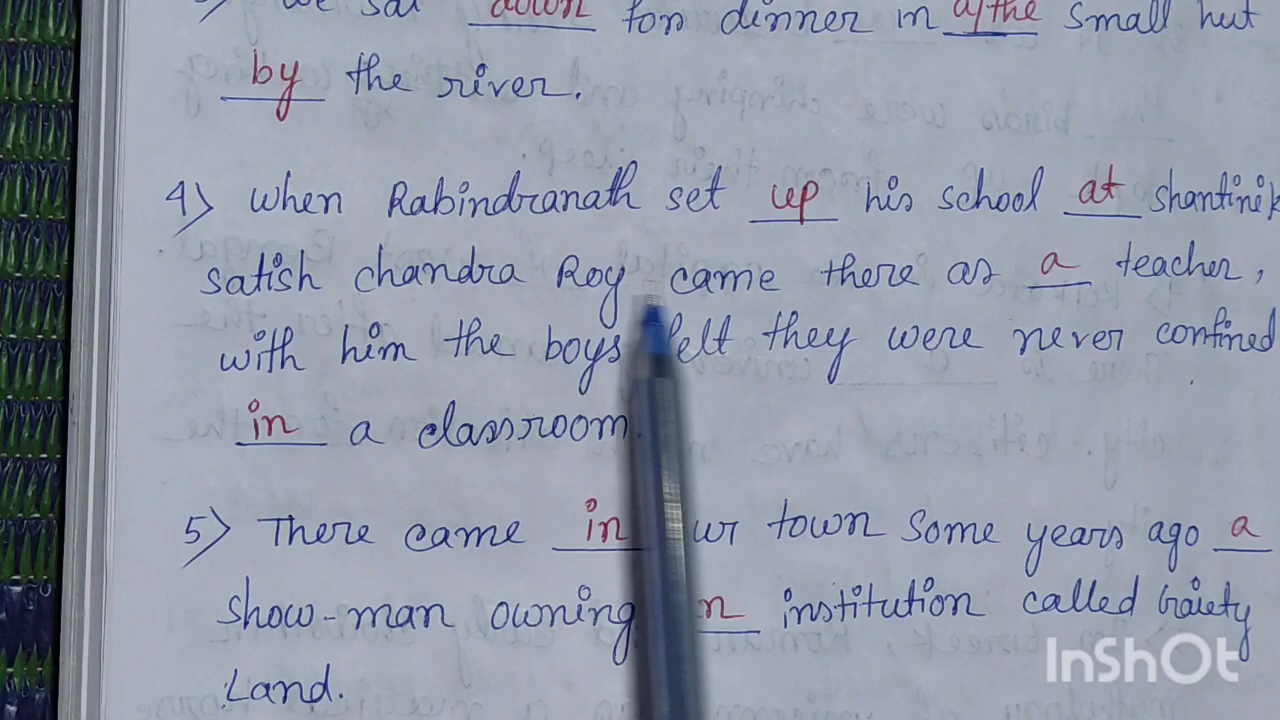 we sat down for dinner in a/the small hut
by the river.
4) When Rabindranath set up his school at shantinik
satish chandra Roy came there as a teacher,
with him the boys felt they were never confined
in a classroom.
5) There came in town some years ago a
show-man owning institution called Gaiety
Land.
InShOt